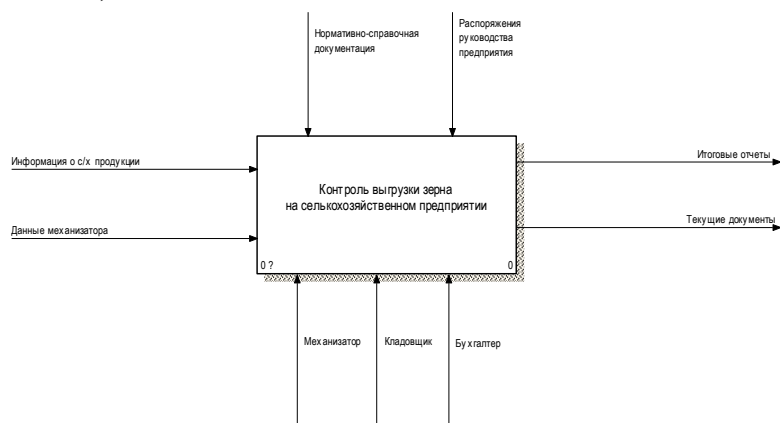 Нормативно-справочная
документация
Распоряжения
руководства
предприятия
Информация о с/х продукции
Данные механизатора
Контроль выгрузки зерна
на селькохозяйственном предприятии
0 ?
0
Итоговые отчеты
Текущие документы
Механизатор
Кладовщик
Бухгалтер